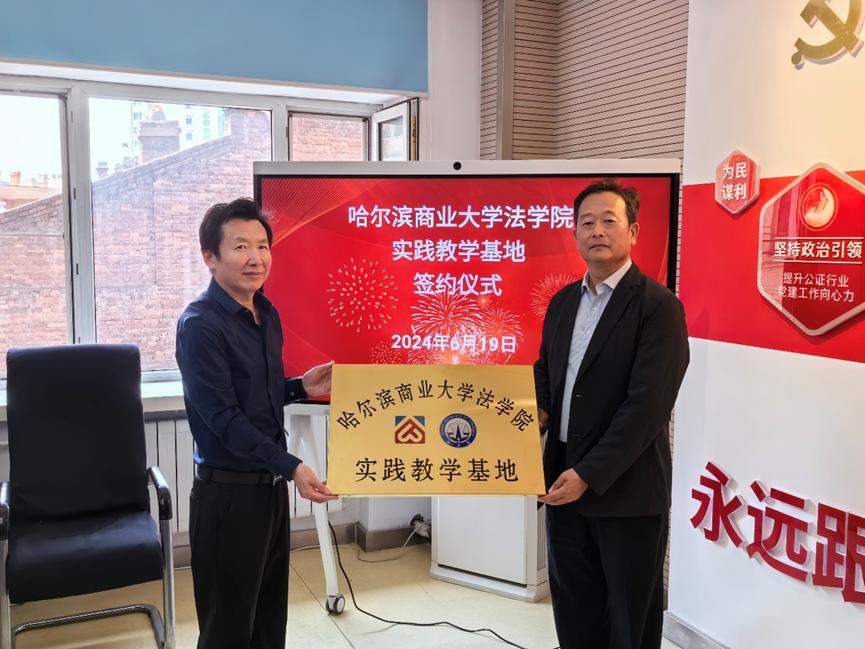 哈尔滨商业大学法学院
实践教学基地
签约仪式
2024年6月19日
哈尔滨商业大学法学院
实践教学基地
为民
谋利
坚持政治引领
提升公证行业
党建工作向心力
永远跟